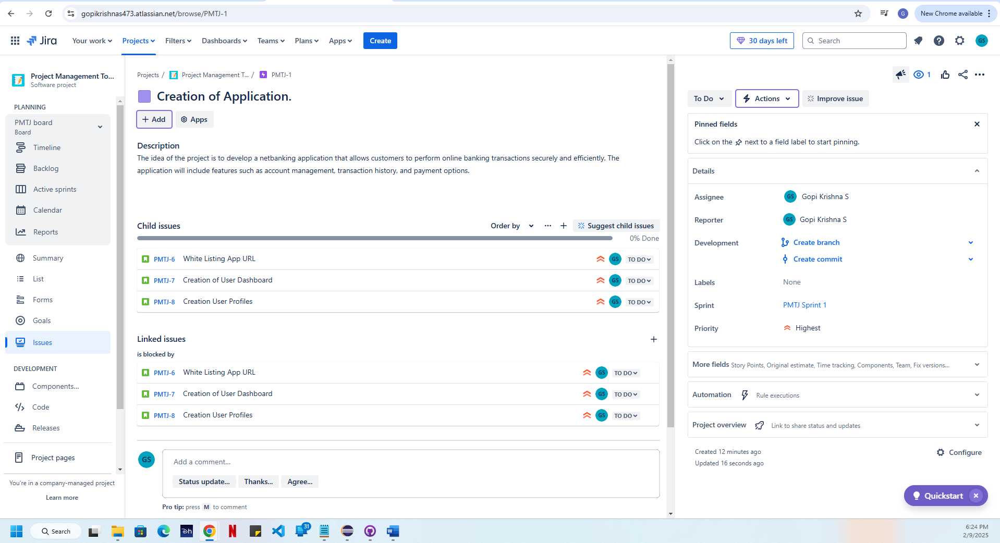 gopikrishnas473.atlassian.net/browse/PMTJ-1
G
New Chrome available
Jira
Your work
Projects
Filters
Dashboards
Teams
Plans
Apps
Create
30 days left
Search
GS
Project Management To...
Software project
PLANNING
PMTJ board
Board
Timeline
Backlog
Active sprints
Calendar
Reports
Summary
List
Forms
Goals
Issues
DEVELOPMENT
Components...
Code
Releases
Project pages
You're in a company-managed project
Learn more
Projects / Project Management T... / PMTJ-1
Creation of Application.
+ Add
Apps
Description
The idea of the project is to develop a netbanking application that allows customers to perform online banking transactions securely and efficiently. The
application will include features such as account management, transaction history, and payment options.
Child issues
Order by
Suggest child issues
0% Done
PMTJ-6 White Listing App URL GS TO DO
PMTJ-7 Creation of User Dashboard GS TO DO
PMTJ-8 Creation User Profiles GS TO DO
Linked issues
is blocked by
PMTJ-6 White Listing App URL GS TO DO
PMTJ-7 Creation of User Dashboard GS TO DO
PMTJ-8 Creation User Profiles GS TO DO
GS
Add a comment...
Status update... Thanks... Agree...
Pro tip: press M to comment
1
To Do
Actions
Improve issue
Pinned fields
Click on the next to a field label to start pinning.
Details
Assignee GS Gopi Krishna S
Reporter GS Gopi Krishna S
Development Create branch
Create commit
Labels None
Sprint PMTJ Sprint 1
Priority Highest
More fields Story Points, Original estimate, Time tracking, Components, Team, Fix versions...
Automation Rule executions
Project overview Link to share status and updates
Created 12 minutes ago
Updated 16 seconds ago
Configure
Quickstart
Search
Dh
N
31
W
6:24 PM
2/9/2025